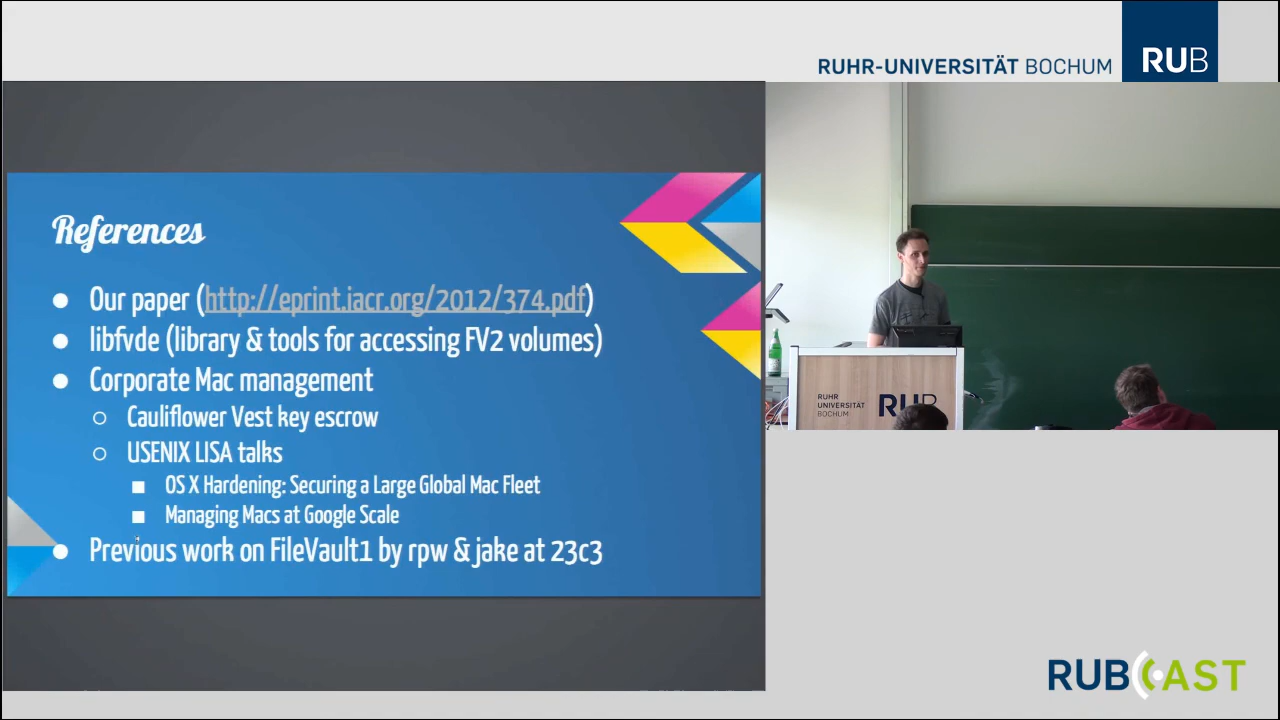 RUHR-UNIVERSITÄT BOCHUM
RUB
References
● Our paper (http://eprint.iacr.org/2012/374.pdf)
● libfvde (library & tools for accessing FV2 volumes)
● Corporate Mac management
○ Cauliflower Vest key escrow
○ USENIX LISA talks
■ OS X Hardening: Securing a Large Global Mac Fleet
■ Managing Macs at Google Scale
● Previous work on FileVault1 by rpw & jake at 23c3
RUHR
UNIVERSITÄT
BOCHUM
RUB
RUBCAST